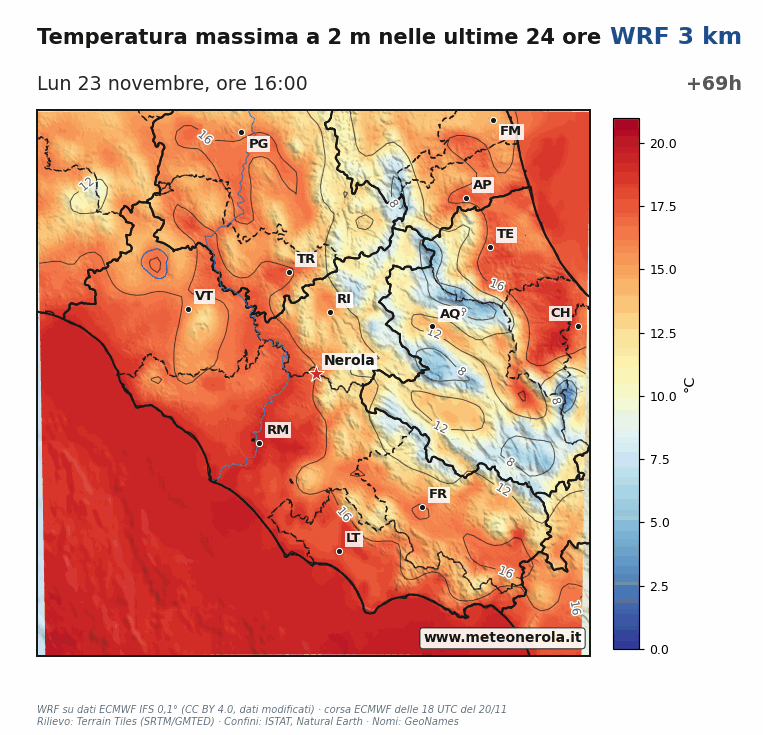 Temperatura massima a 2 m nelle ultime 24 ore WRF 3 km
Lun 23 novembre, ore 16:00 +69h
FM
16
PG
12
AP
8
TE
TR
16
VT
RI
AQ
8
CH
12
Nerola
8
8
12
RM
8
12
FR
16
LT
16
16
www.meteonerola.it
20.0
17.5
15.0
12.5
10.0
7.5
5.0
2.5
0.0
°C
WRF su dati ECMWF IFS 0,1° (CC BY 4.0, dati modificati) · corsa ECMWF delle 18 UTC del 20/11
Rilievo: Terrain Tiles (SRTM/GMTED) · Confini: ISTAT, Natural Earth · Nomi: GeoNames